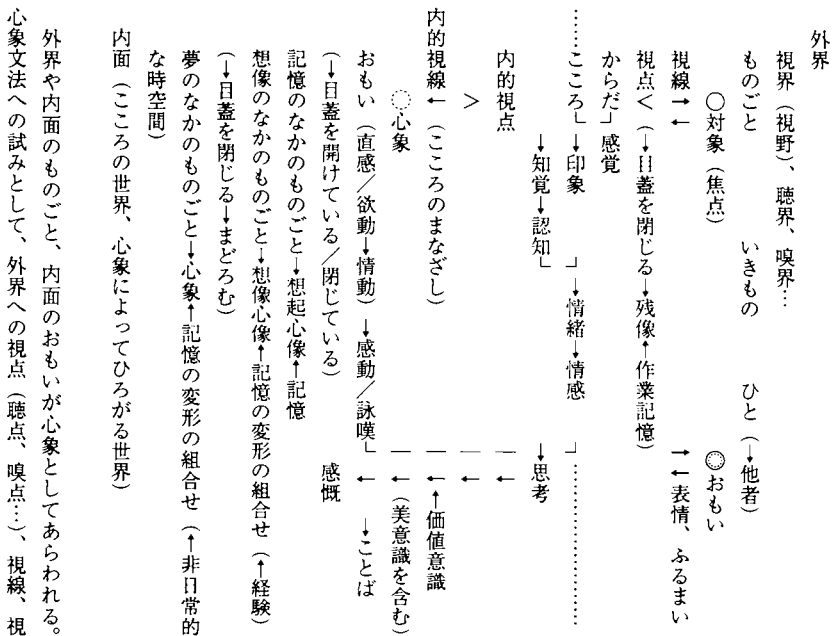 外界
視界（視野）、聴界、嗅界…
ものごと　いきもの　ひと（→他者）
○対象（焦点）　◎おもい
視線→←　→←表情、ふるまい
視点＜（→目蓋を閉じる→残像←作業記憶）
からだ」感覚
……こころ」→印象　」→情緒→情感　」……………………
→知覚→認知」　→思考
内的視点　｜←
＞　｜←
内的視線←（こころのまなざし）　｜←←価値意識
◌心象　｜←（美意識を含む）
おもい（直感／欲動→情動）→感動／詠嘆」　←　→ことば
（→目蓋を開けている／閉じている）　感慨
記憶のなかのものごと→想起心像←記憶
想像のなかのものごと→想像心像←記憶の変形の組合せ（←経験）
（→目蓋を閉じる→まどろむ）
夢のなかのものごと→心象←記憶の変形の組合せ（←非日常的
な時空間）
内面（こころの世界、心象によってひろがる世界）
外界や内面のものごと、内面のおもいが心象としてあらわれる。
心象文法への試みとして、外界への視点（聴点、嗅点…）、視線、視